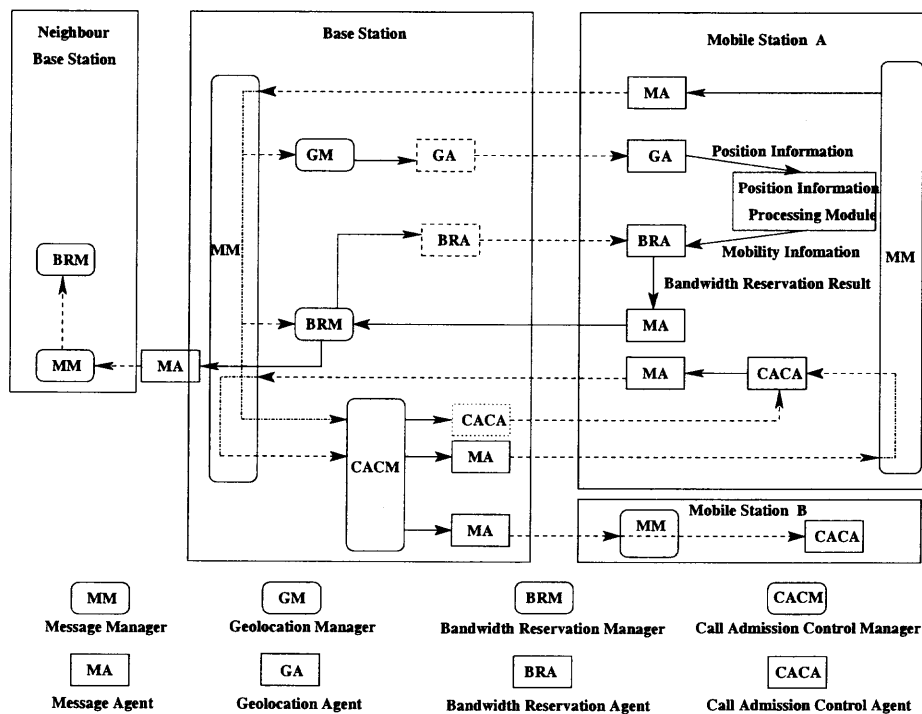 Neighbour
Base Station
Base Station
Mobile Station A
MA
GM
GA
GA
Position Information
Position Information
Processing Module
MM
BRA
BRA
Mobility Infomation
MM
BRM
Bandwidth Reservation Result
BRM
MA
MM
MA
MA
CACA
CACA
CACM
MA
Mobile Station B
MA
MM
CACA
MM
GM
BRM
CACM
Message Manager
Geolocation Manager
Bandwidth Reservation Manager
Call Admission Control Manager
MA
GA
BRA
CACA
Message Agent
Geolocation Agent
Bandwidth Reservation Agent
Call Admission Control Agent